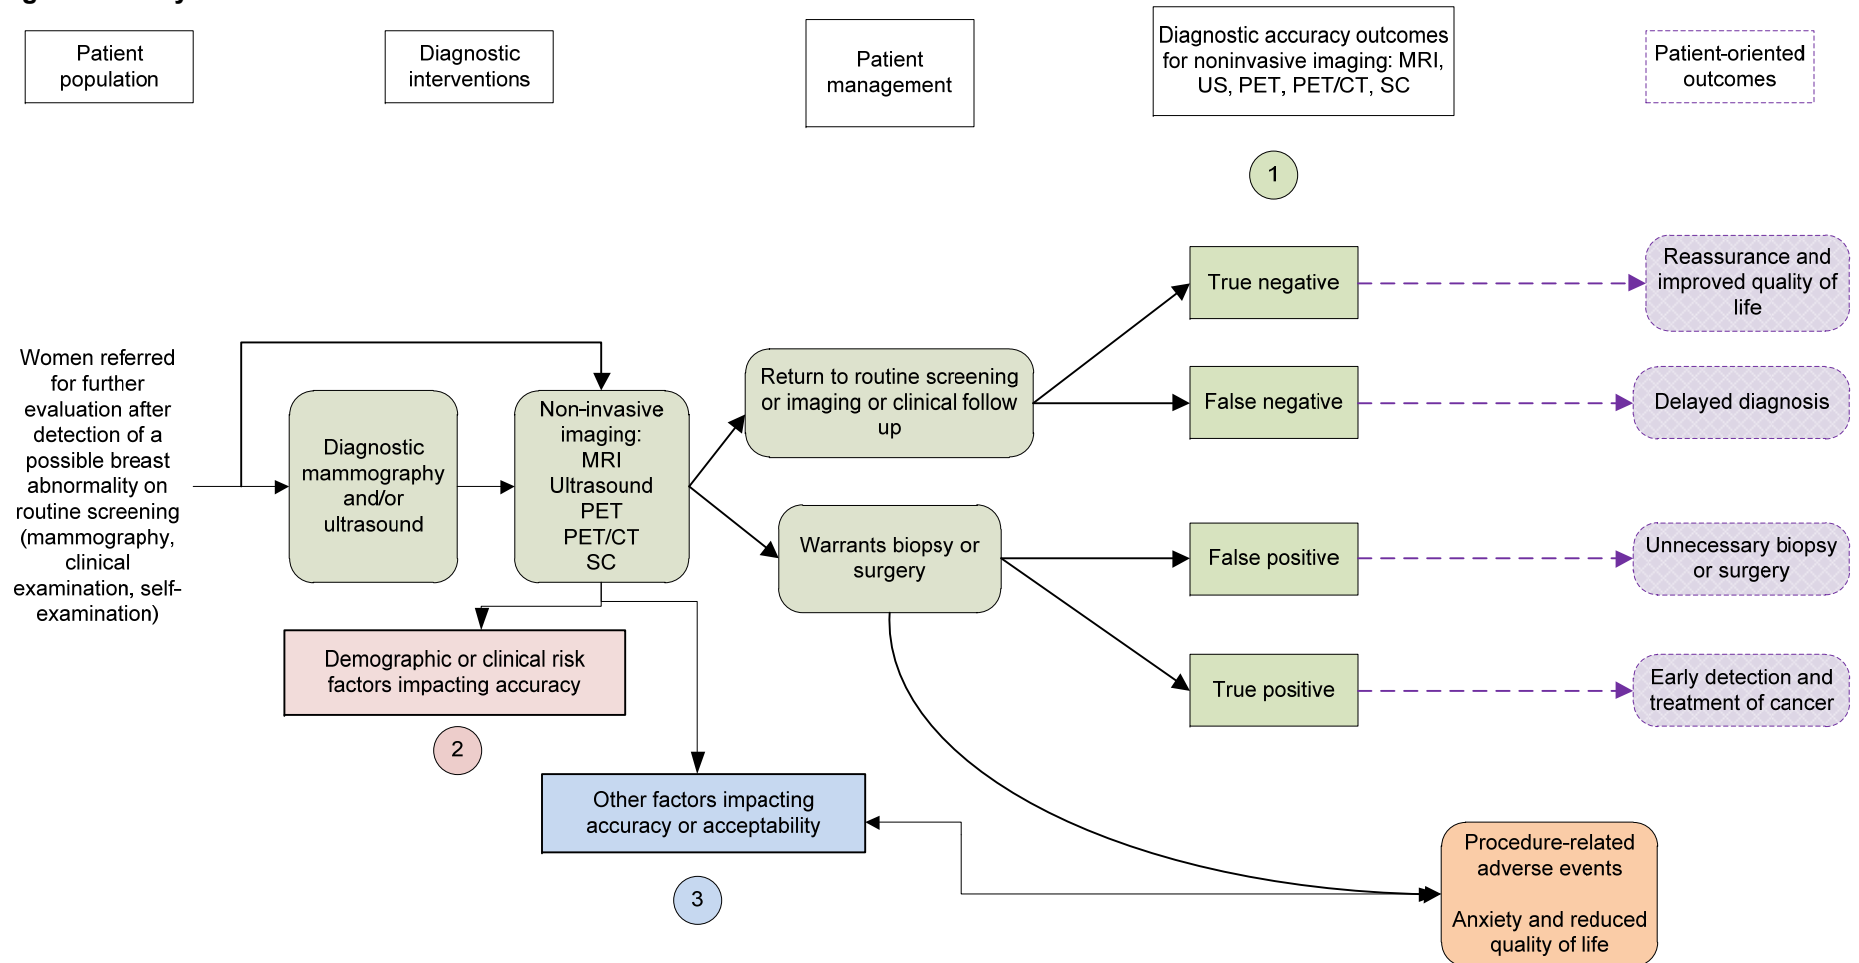 Patient
population
Diagnostic
interventions
Patient
management
Diagnostic accuracy outcomes
for noninvasive imaging: MRI,
US, PET, PET/CT, SC
Patient-oriented
outcomes
1
Women referred
for further
evaluation after
detection of a
possible breast
abnormality on
routine screening
(mammography,
clinical
examination, self-
examination)
Diagnostic
mammography
and/or
ultrasound
Non-invasive
imaging:
MRI
Ultrasound
PET
PET/CT
SC
Return to routine screening
or imaging or clinical follow
up
Warrants biopsy or
surgery
True negative
False negative
False positive
True positive
Reassurance and
improved quality of
life
Delayed diagnosis
Unnecessary biopsy
or surgery
Early detection and
treatment of cancer
Demographic or clinical risk
factors impacting accuracy
2
Other factors impacting
accuracy or acceptability
3
Procedure-related
adverse events
Anxiety and reduced
quality of life